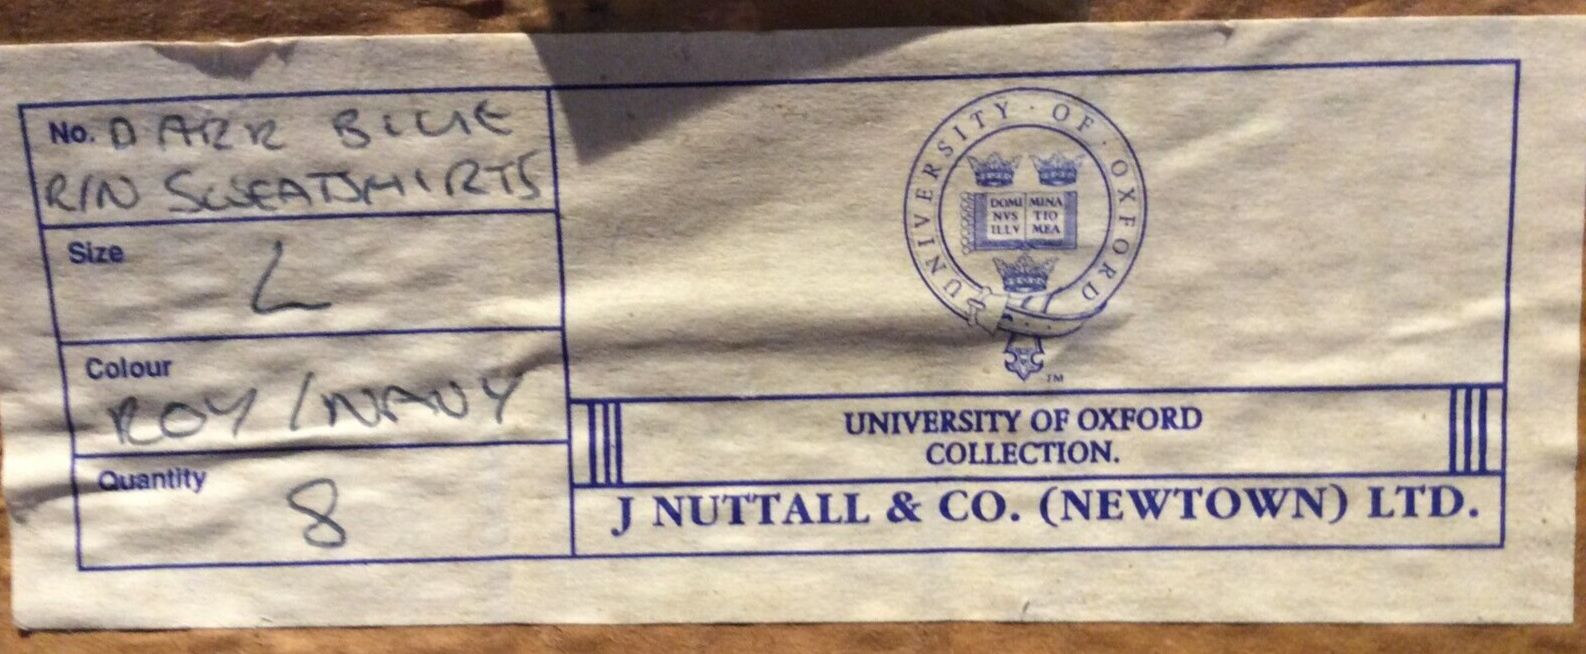 No. DARK BLUE
R/N SWEATSHIRTS
Size L
Colour
ROY/NAVY
Quantity
8
UNIVERSITY · OF · OXFORD
DOMI MINA
NVS TIO
ILLV MEA
TM
UNIVERSITY OF OXFORD
COLLECTION.
J NUTTALL & CO. (NEWTOWN) LTD.